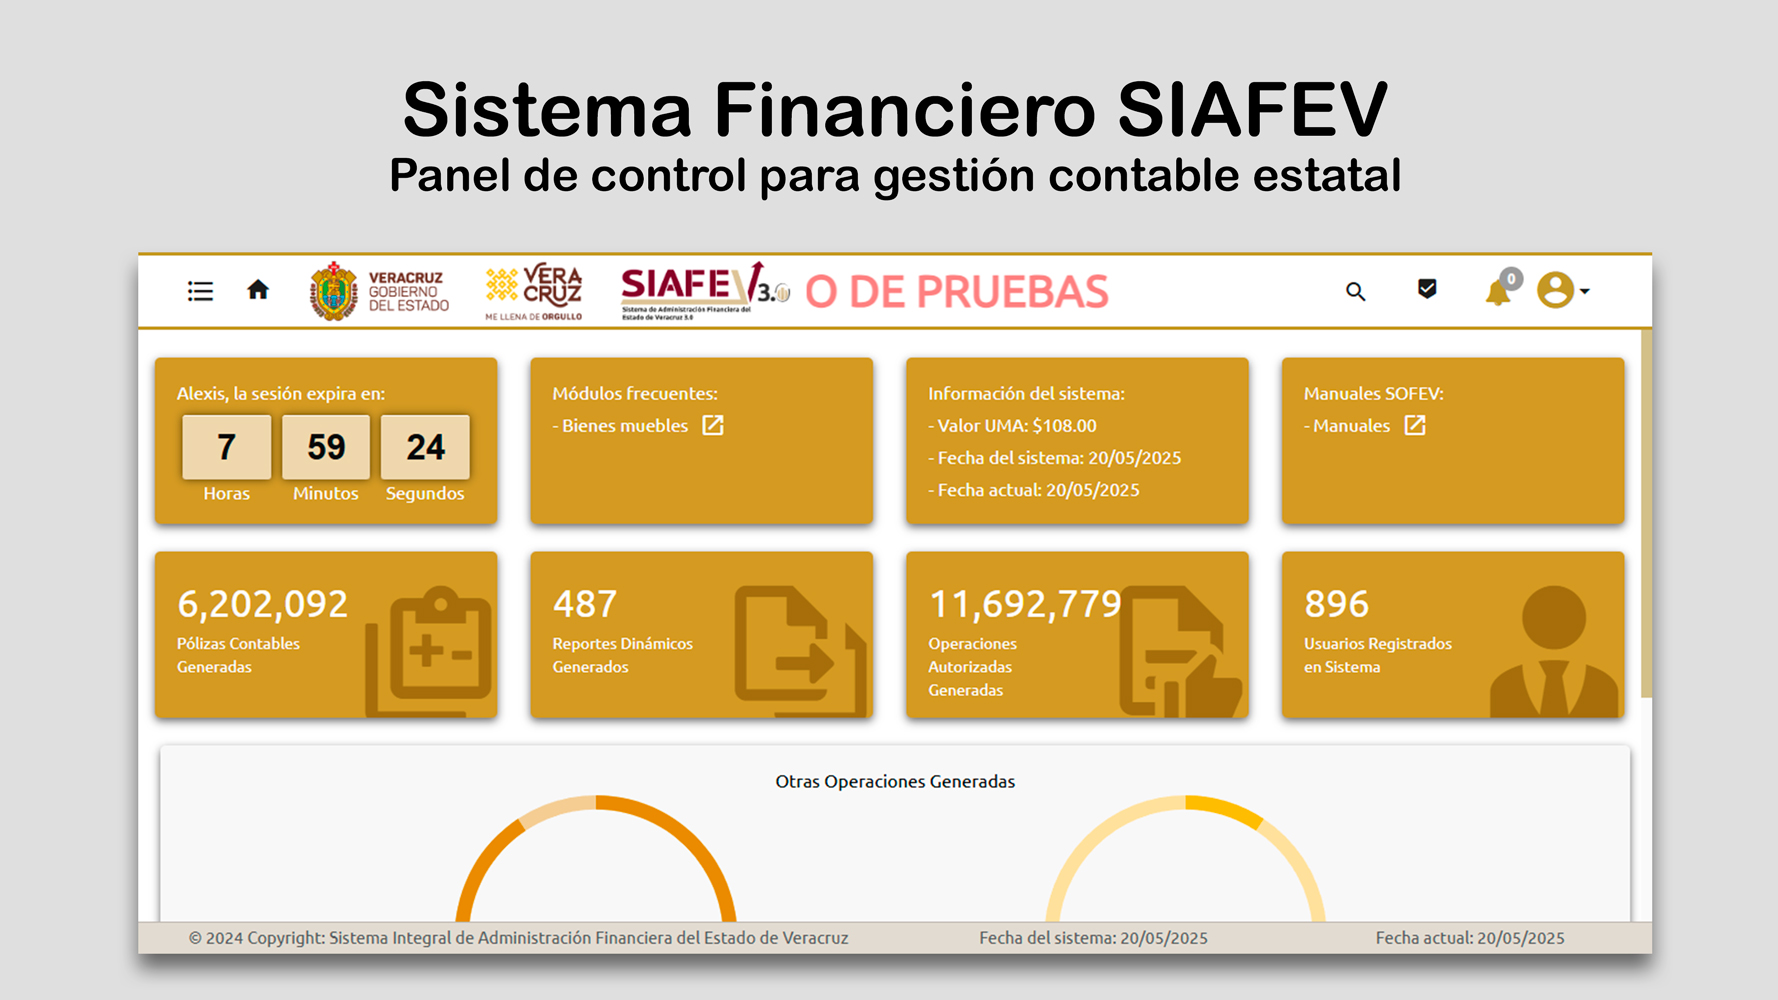 Sistema Financiero SIAFEV
Panel de control para gestión contable estatal
VERACRUZ
GOBIERNO
DEL ESTADO
VERA
CRUZ
ME LLENA DE ORGULLO
SIAFEV 3.0
Sistema de Administración Financiera del
Estado de Veracruz 3.0
O DE PRUEBAS
0
Alexis, la sesión expira en:
7 59 24
Horas Minutos Segundos
Módulos frecuentes:
- Bienes muebles
Información del sistema:
- Valor UMA: $108.00
- Fecha del sistema: 20/05/2025
- Fecha actual: 20/05/2025
Manuales SOFEV:
- Manuales
6,202,092
Pólizas Contables
Generadas
487
Reportes Dinámicos
Generados
11,692,779
Operaciones
Autorizadas
Generadas
896
Usuarios Registrados
en Sistema
Otras Operaciones Generadas
© 2024 Copyright: Sistema Integral de Administración Financiera del Estado de Veracruz
Fecha del sistema: 20/05/2025
Fecha actual: 20/05/2025